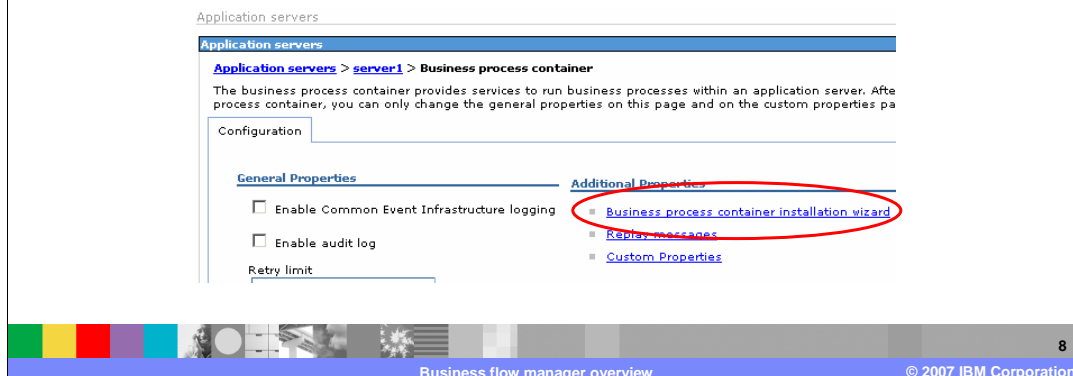 Application servers
Application servers
Application servers > server1 > Business process container
The business process container provides services to run business processes within an application server. Afte
process container, you can only change the general properties on this page and on the custom properties pa
Configuration
General Properties
Additional Properties
Enable Common Event Infrastructure logging
Business process container installation wizard
Replay messages
Enable audit log
Custom Properties
Retry limit
8
Business flow manager overview
© 2007 IBM Corporation